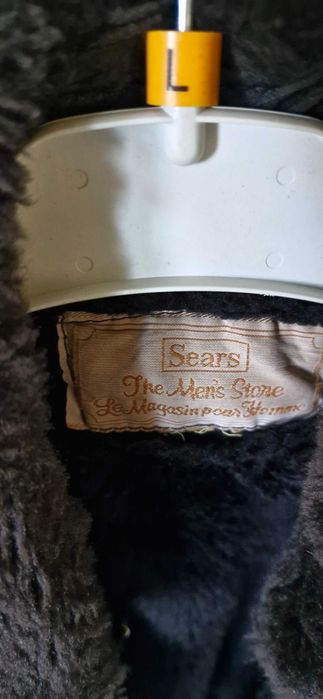 L
Sears
The Men's Store
Le Magasin pour Hommes